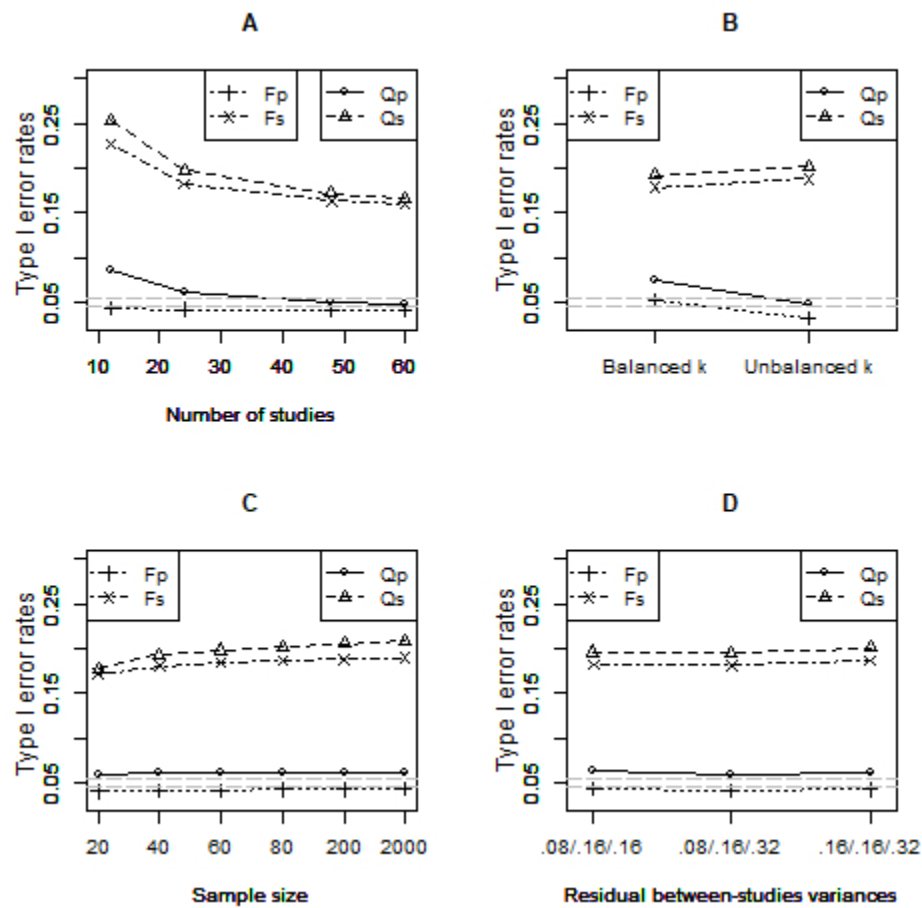 A
Type I error rates
0.05 0.15 0.25
Fp
Fs
Qp
Qs
10 20 30 40 50 60
Number of studies
B
Type I error rates
0.05 0.15 0.25
Fp
Fs
Qp
Qs
Balanced k Unbalanced k
C
Type I error rates
0.05 0.15 0.25
Fp
Fs
Qp
Qs
20 40 60 80 200 2000
Sample size
D
Type I error rates
0.05 0.15 0.25
Fp
Fs
Qp
Qs
.08/.16/.16 .08/.16/.32 .16/.16/.32
Residual between-studies variances